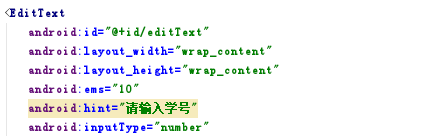 <EditText
android:id="@+id/editText"
android:layout_width="wrap_content"
android:layout_height="wrap_content"
android:ems="10"
android:hint="请输入学号"
android:inputType="number"